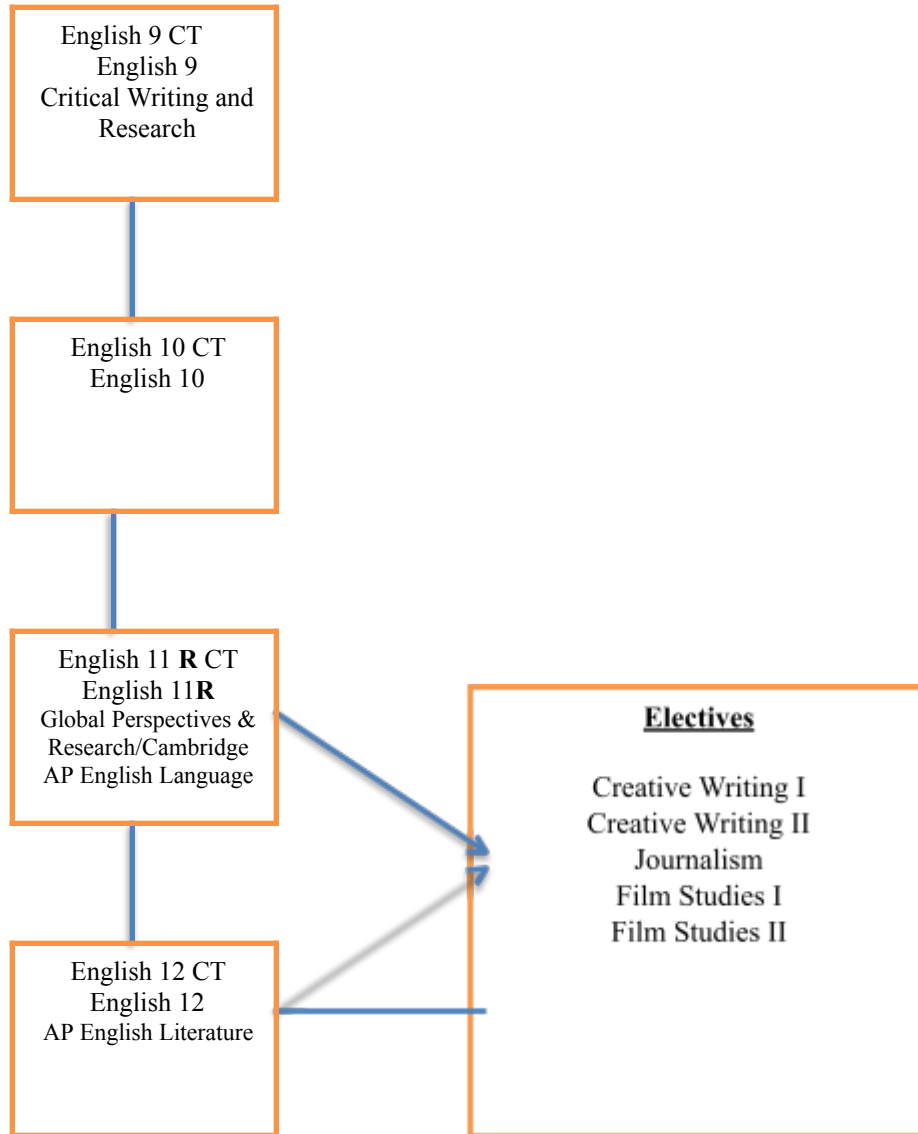 English 9 CT
English 9
Critical Writing and
Research
English 10 CT
English 10
English 11 R CT
English 11R
Global Perspectives &
Research/Cambridge
AP English Language
English 12 CT
English 12
AP English Literature
Electives
Creative Writing I
Creative Writing II
Journalism
Film Studies I
Film Studies II